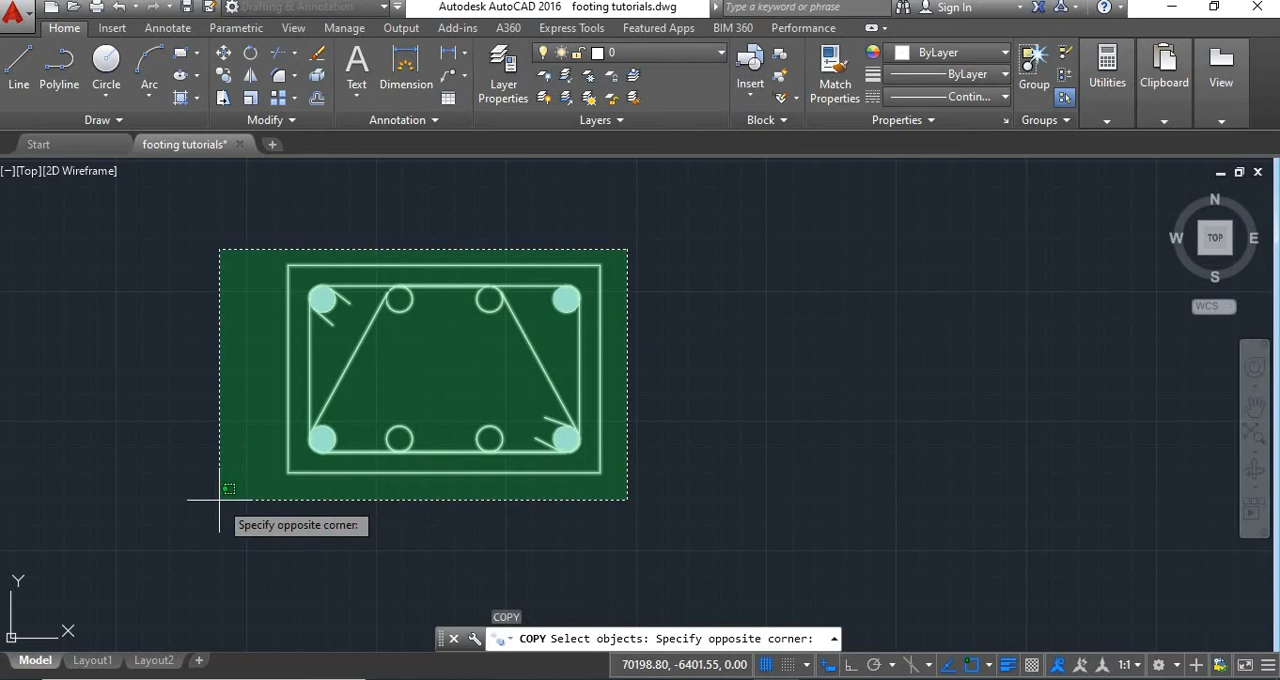 Drafting & Annotation
Autodesk AutoCAD 2016 footing tutorials.dwg
Type a keyword or phrase
Sign In
Home Insert Annotate Parametric View Manage Output Add-ins A360 Express Tools Featured Apps BIM 360 Performance
Line Polyline Circle Arc
Text Dimension
Layer Properties
0
Insert
Match Properties
ByLayer
ByLayer
Contin...
Group Utilities Clipboard View
Draw Modify Annotation Layers Block Properties Groups
Start footing tutorials*
[−][Top][2D Wireframe]
N
W TOP E
S
WCS
Specify opposite corner:
Y
X
COPY
COPY Select objects: Specify opposite corner:
Model Layout1 Layout2
70198.80, -6401.55, 0.00
1:1